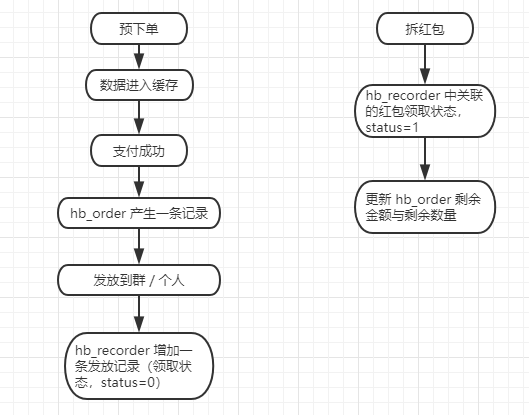 预下单
数据进入缓存
支付成功
hb_order 产生一条记录
发放到群 / 个人
hb_recorder 增加一
条发放记录（领取状
态，status=0）
拆红包
hb_recorder 中关联
的红包领取状态，
status=1
更新 hb_order 剩余
金额与剩余数量